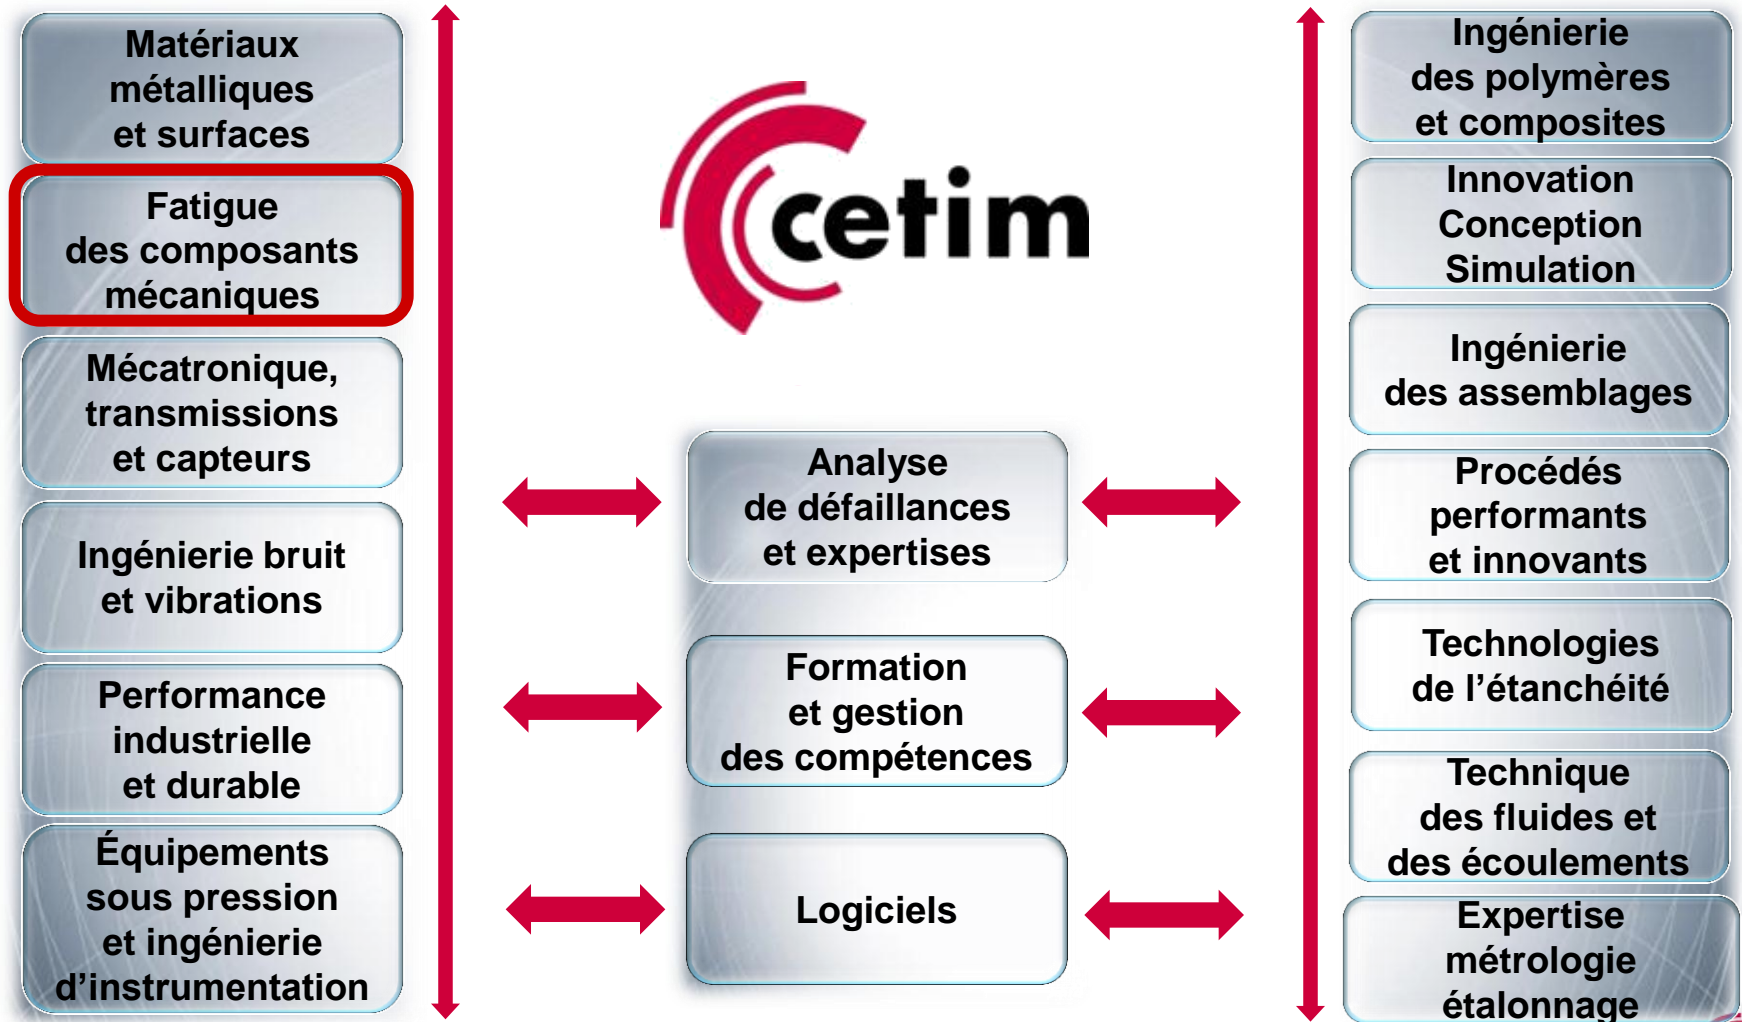 Matériaux
métalliques
et surfaces
Fatigue
des composants
mécaniques
Mécatronique,
transmissions
et capteurs
Ingénierie bruit
et vibrations
Performance
industrielle
et durable
Équipements
sous pression
et ingénierie
d’instrumentation
cetim
Analyse
de défaillances
et expertises
Formation
et gestion
des compétences
Logiciels
Ingénierie
des polymères
et composites
Innovation
Conception
Simulation
Ingénierie
des assemblages
Procédés
performants
et innovants
Technologies
de l’étanchéité
Technique
des fluides et
des écoulements
Expertise
métrologie
étalonnage